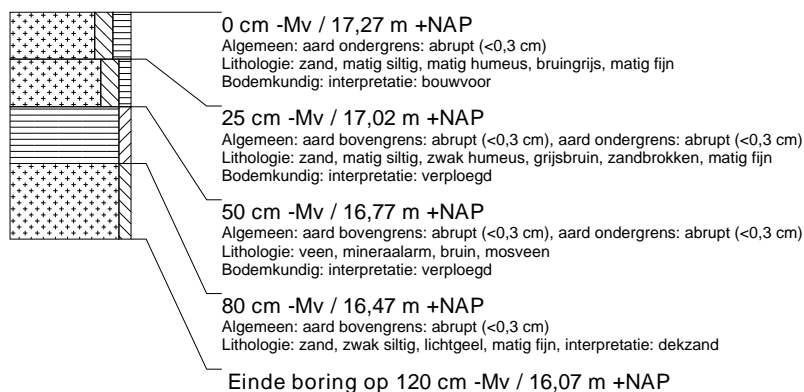 0 cm -Mv / 17,27 m +NAP
Algemeen: aard ondergrens: abrupt (<0,3 cm)
Lithologie: zand, matig siltig, matig humeus, bruingrijs, matig fijn
Bodemkundig: interpretatie: bouwvoor
25 cm -Mv / 17,02 m +NAP
Algemeen: aard bovengrens: abrupt (<0,3 cm), aard ondergrens: abrupt (<0,3 cm)
Lithologie: zand, matig siltig, zwak humeus, grijsbruin, zandbrokken, matig fijn
Bodemkundig: interpretatie: verploegd
50 cm -Mv / 16,77 m +NAP
Algemeen: aard bovengrens: abrupt (<0,3 cm), aard ondergrens: abrupt (<0,3 cm)
Lithologie: veen, mineraalarm, bruin, mosveen
Bodemkundig: interpretatie: verploegd
80 cm -Mv / 16,47 m +NAP
Algemeen: aard bovengrens: abrupt (<0,3 cm)
Lithologie: zand, zwak siltig, lichtgeel, matig fijn, interpretatie: dekzand
Einde boring op 120 cm -Mv / 16,07 m +NAP